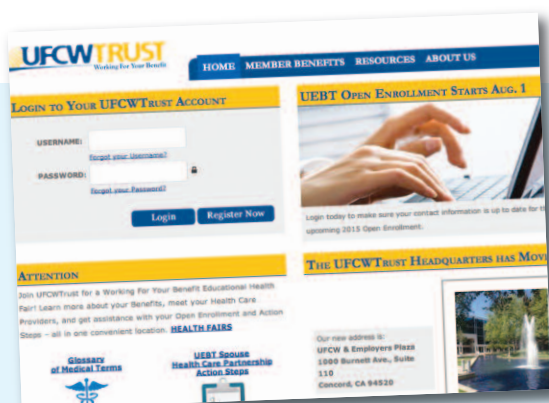 UFCWTRUST
Working For Your Benefit
HOME MEMBER BENEFITS RESOURCES ABOUT US
LOGIN TO YOUR UFCWTRUST ACCOUNT
USERNAME:
Forgot your Username?
PASSWORD:
Forgot your Password?
Login Register Now
UEBT OPEN ENROLLMENT STARTS AUG. 1
Login today to make sure your contact information is up to date for
upcoming 2015 Open Enrollment.
ATTENTION
Join UFCWTrust for a Working For Your Benefit Educational Health
Fair! Learn more about your Benefits, meet your Health Care
Providers, and get assistance with your Open Enrollment and Action
Steps – all in one convenient location. HEALTH FAIRS
Glossary
of Medical Terms
UEBT Spouse
Health Care Partnership
Action Steps
THE UFCWTRUST HEADQUARTERS HAS
Our new address is:
UFCW & Employers Plaza
1000 Burnett Ave., Suite
110
Concord, CA 94520